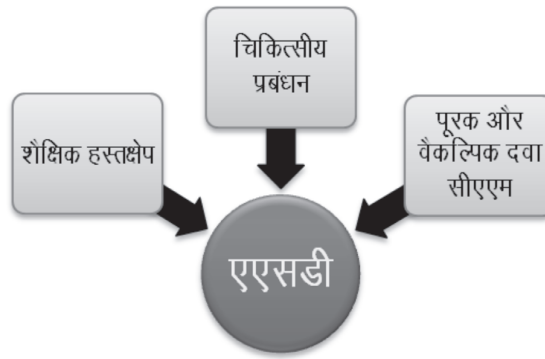 चिकित्सीय
प्रबंधन
शैक्षिक हस्तक्षेप
पूरक और
वैकल्पिक दवा
सीएएम
एएसडी